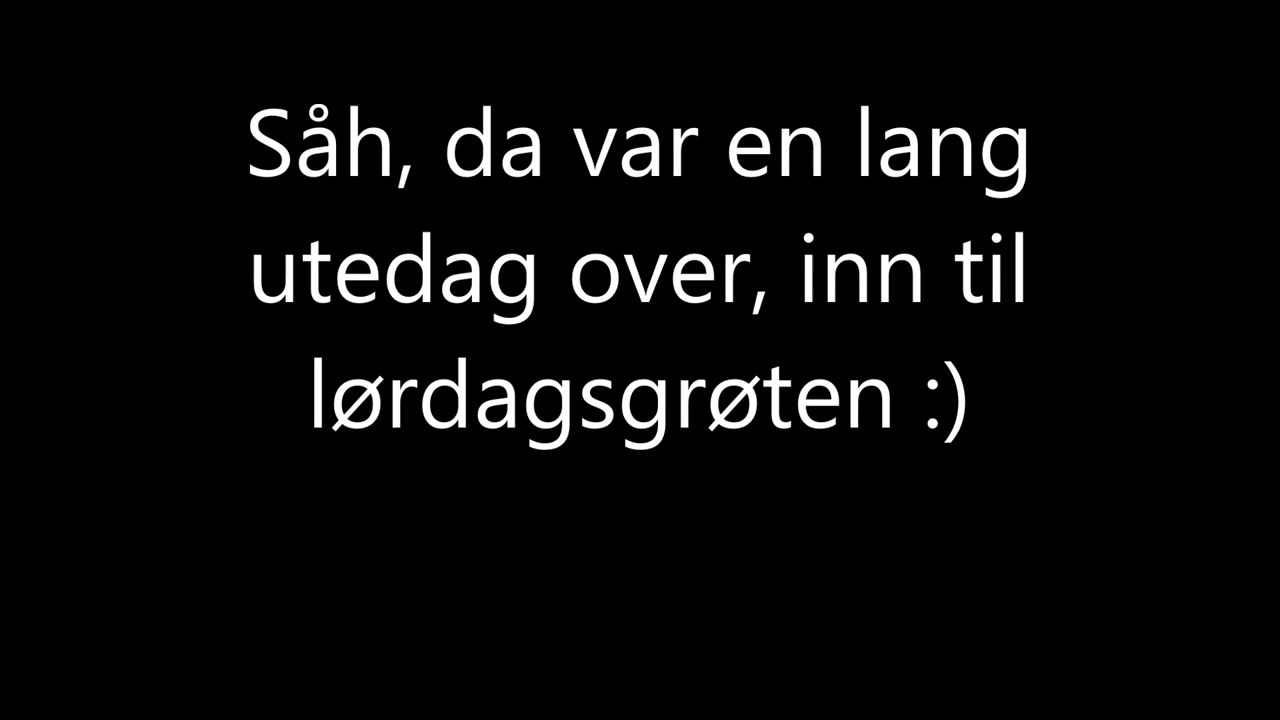 Såh, da var en lang
utedag over, inn til
lørdagsgrøten :)